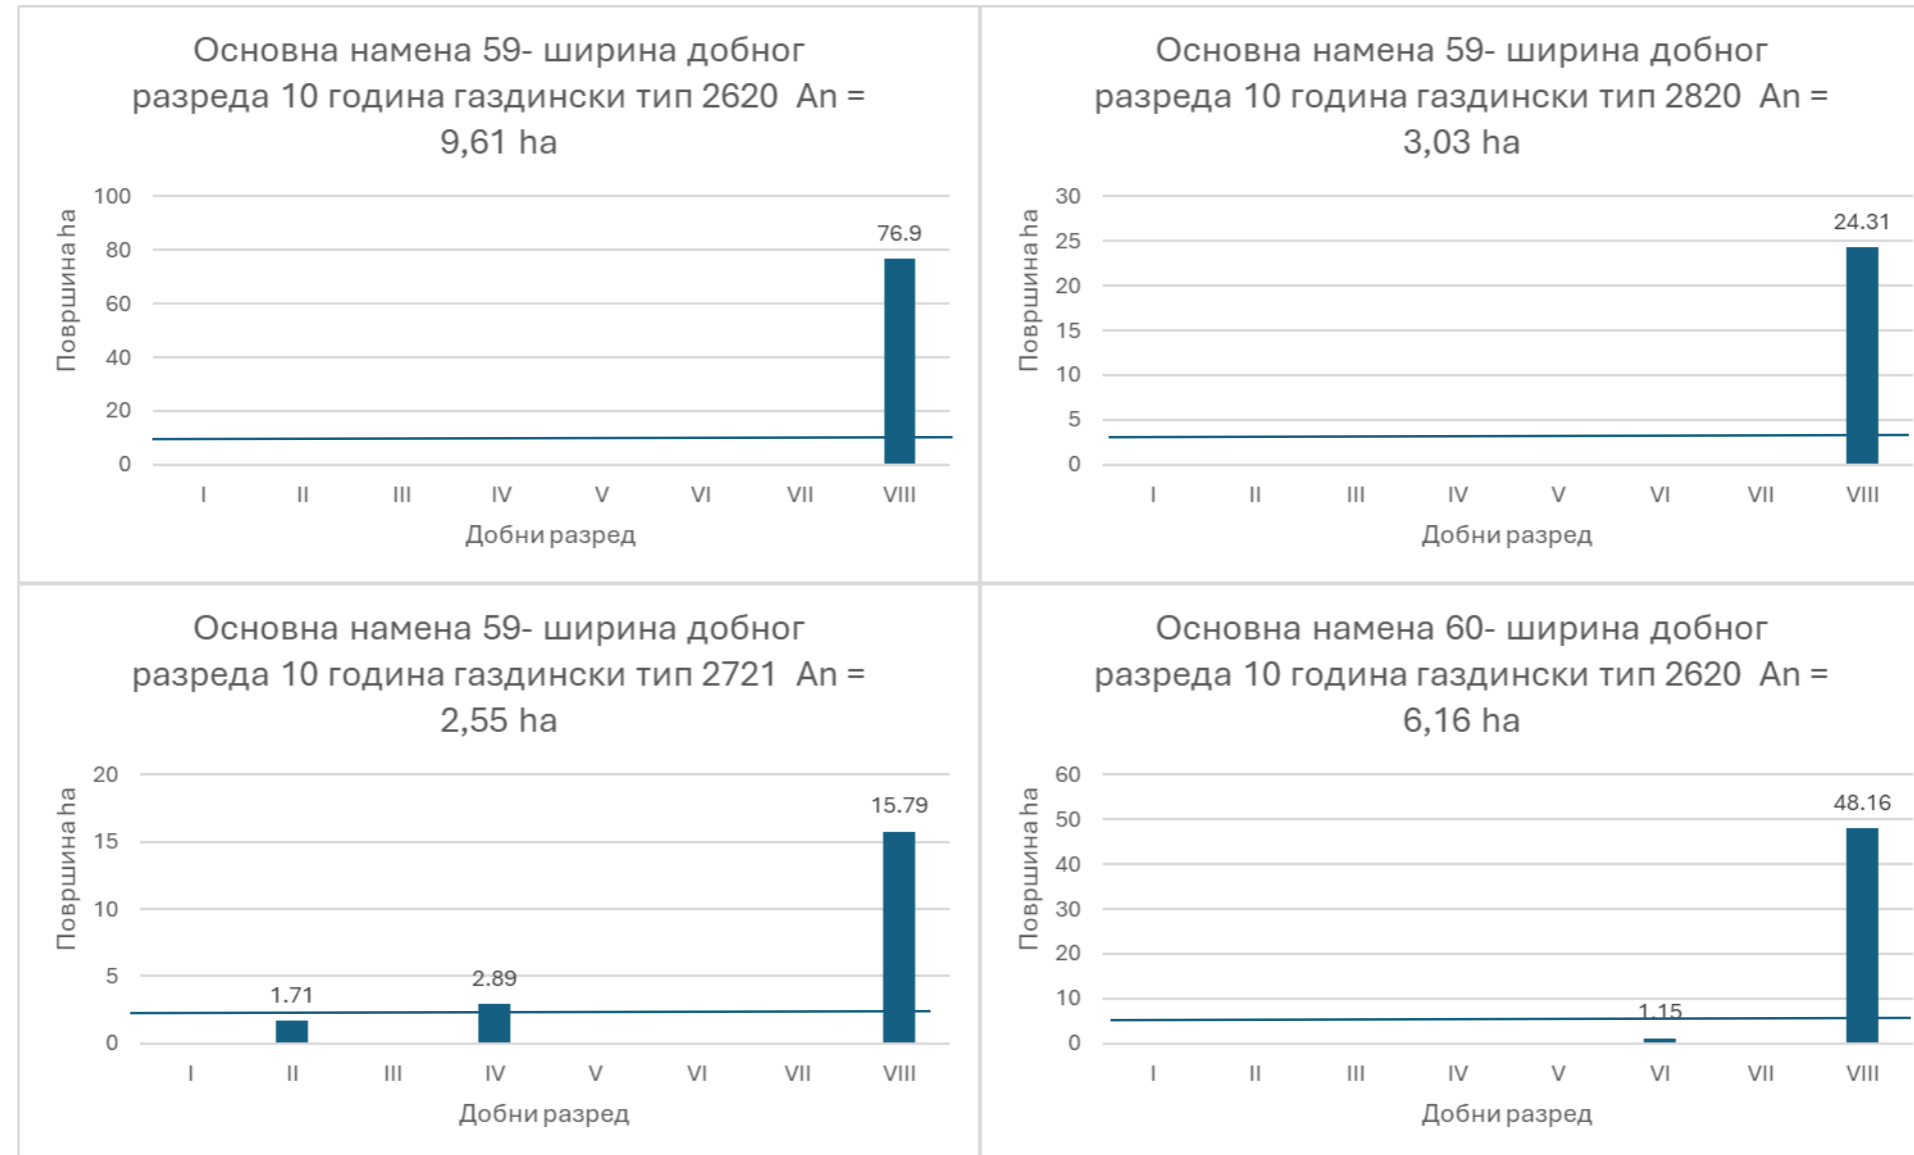 Основна намена 59- ширина добног
разреда 10 година газдински тип 2620 An =
9,61 ha
Површина ha
100
80
60
40
20
0
76.9
I II III IV V VI VII VIII
Добни разред
Основна намена 59- ширина добног
разреда 10 година газдински тип 2820 An =
3,03 ha
Површина ha
30
25
20
15
10
5
0
24.31
I II III IV V VI VII VIII
Добни разред
Основна намена 59- ширина добног
разреда 10 година газдински тип 2721 An =
2,55 ha
Површина ha
20
15
10
5
0
1.71
2.89
15.79
I II III IV V VI VII VIII
Добни разред
Основна намена 60- ширина добног
разреда 10 година газдински тип 2620 An =
6,16 ha
Површина ha
60
50
40
30
20
10
0
1.15
48.16
I II III IV V VI VII VIII
Добни разред